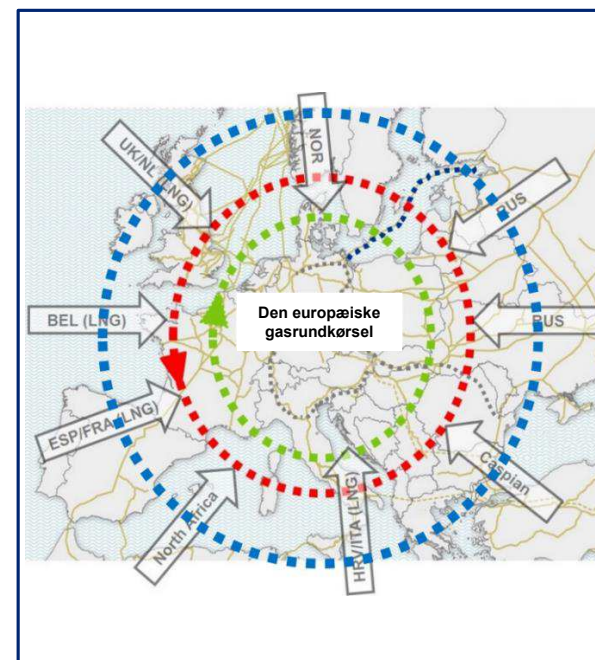 NOR
UK/NL (LNG)
RUS
Den europæiske
gasrundkørsel
BEL (LNG)
RUS
ESP/FRA (LNG)
Caspian
North Africa
HRV/ITA (LNG)